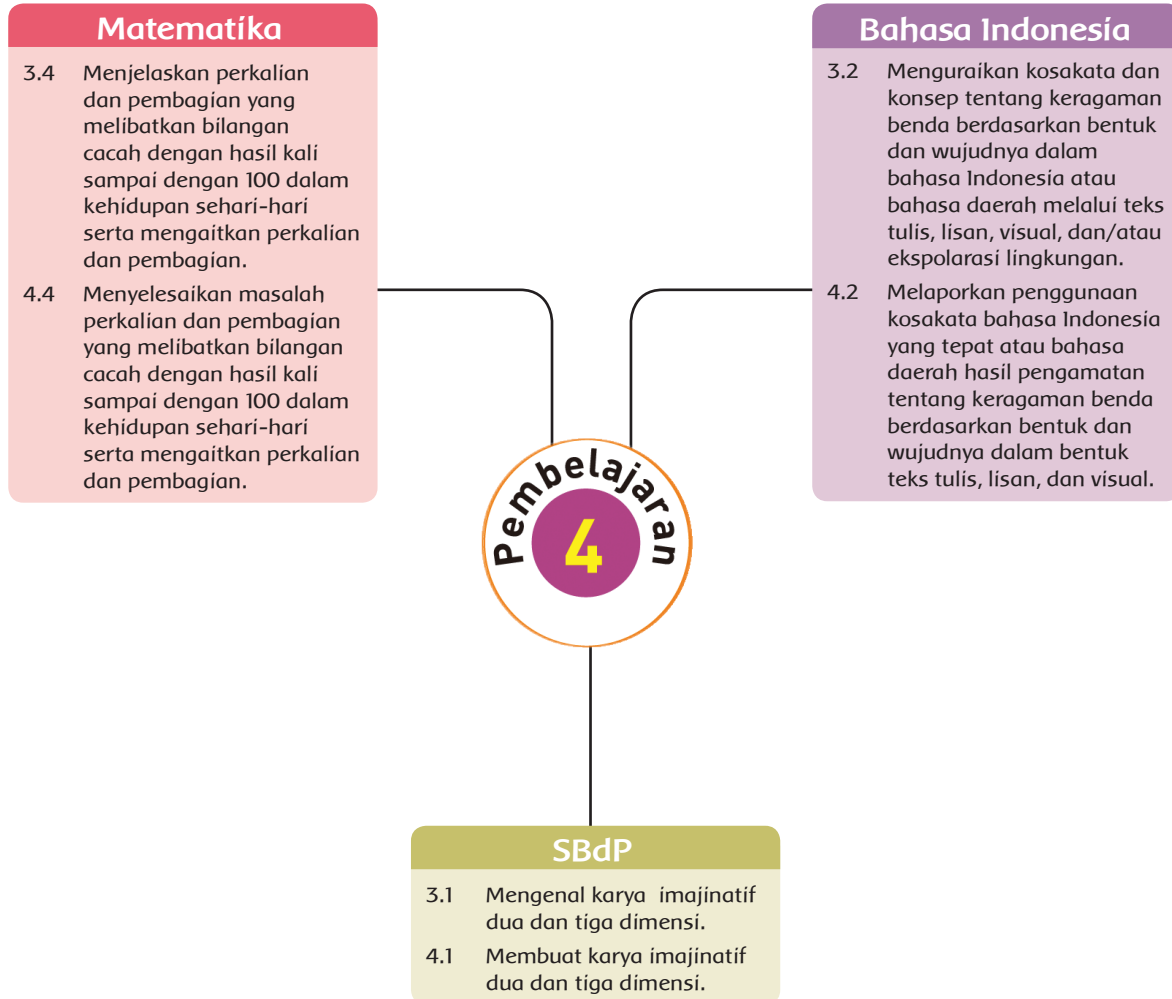 Matematika
3.4 Menjelaskan perkalian
dan pembagian yang
melibatkan bilangan
cacah dengan hasil kali
sampai dengan 100 dalam
kehidupan sehari-hari
serta mengaitkan perkalian
dan pembagian.
4.4 Menyelesaikan masalah
perkalian dan pembagian
yang melibatkan bilangan
cacah dengan hasil kali
sampai dengan 100 dalam
kehidupan sehari-hari
serta mengaitkan perkalian
dan pembagian.
Bahasa Indonesia
3.2 Menguraikan kosakata dan
konsep tentang keragaman
benda berdasarkan bentuk
dan wujudnya dalam
bahasa Indonesia atau
bahasa daerah melalui teks
tulis, lisan, visual, dan/atau
ekspolarasi lingkungan.
4.2 Melaporkan penggunaan
kosakata bahasa Indonesia
yang tepat atau bahasa
daerah hasil pengamatan
tentang keragaman benda
berdasarkan bentuk dan
wujudnya dalam bentuk
teks tulis, lisan, dan visual.
Pembelajaran
4
SBdP
3.1 Mengenal karya imajinatif
dua dan tiga dimensi.
4.1 Membuat karya imajinatif
dua dan tiga dimensi.